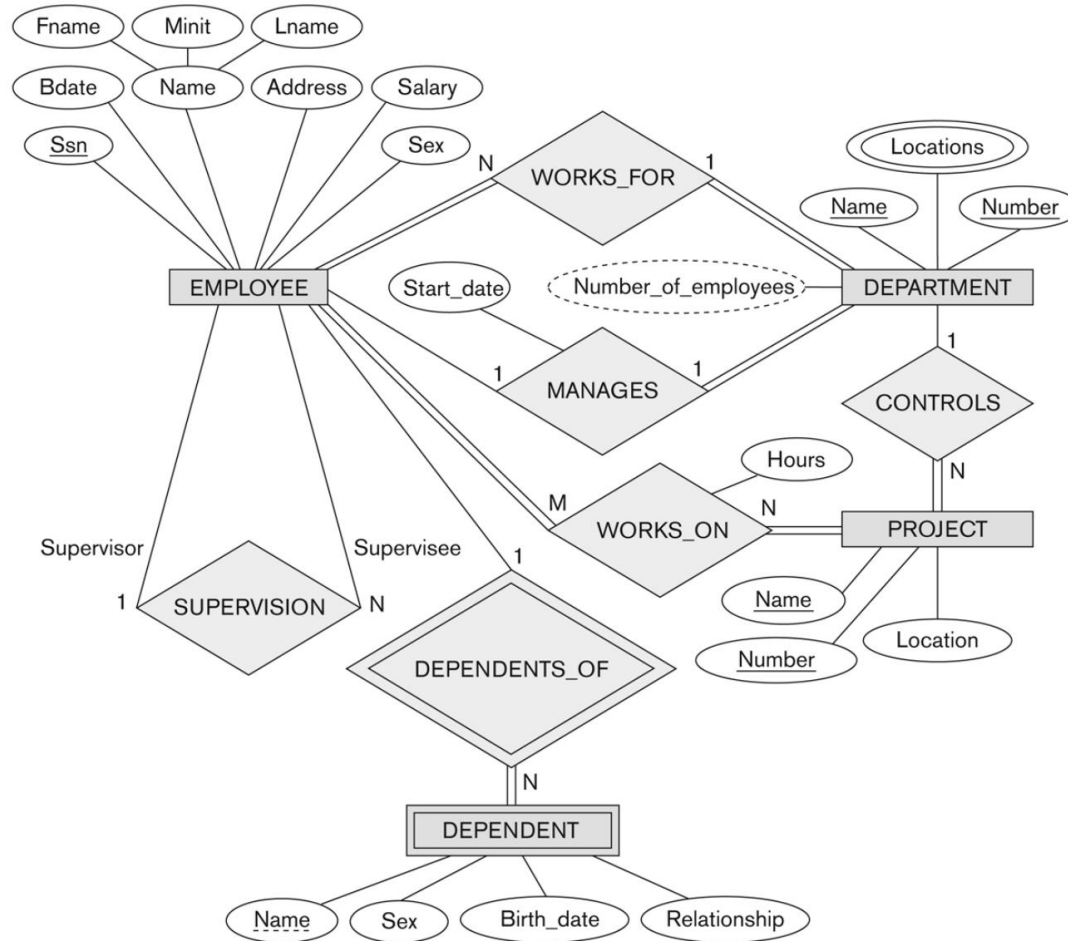 Fname
Minit
Lname
Bdate
Name
Address
Salary
Ssn
Sex
N
WORKS_FOR
1
Locations
Name
Number
EMPLOYEE
Start_date
Number_of_employees
DEPARTMENT
1
MANAGES
1
1
CONTROLS
N
Hours
M
WORKS_ON
N
PROJECT
Name
Number
Location
Supervisor
Supervisee
1
SUPERVISION
N
1
DEPENDENTS_OF
N
DEPENDENT
Name
Sex
Birth_date
Relationship